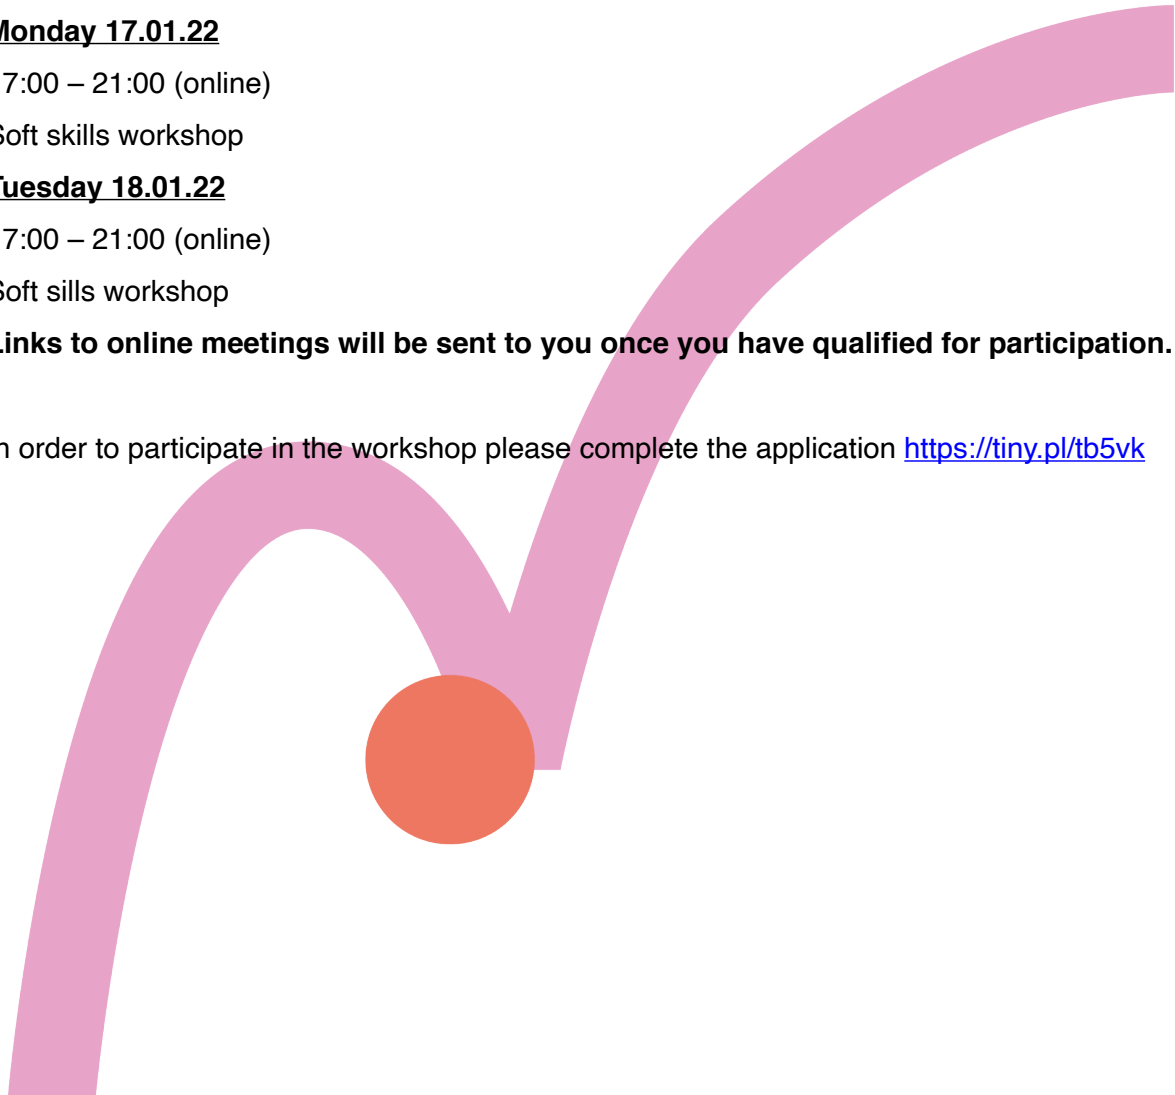 Monday 17.01.22
7:00 – 21:00 (online)
Soft skills workshop
Tuesday 18.01.22
7:00 – 21:00 (online)
Soft sills workshop
Links to online meetings will be sent to you once you have qualified for participation.
n order to participate in the workshop please complete the application https://tiny.pl/tb5vk